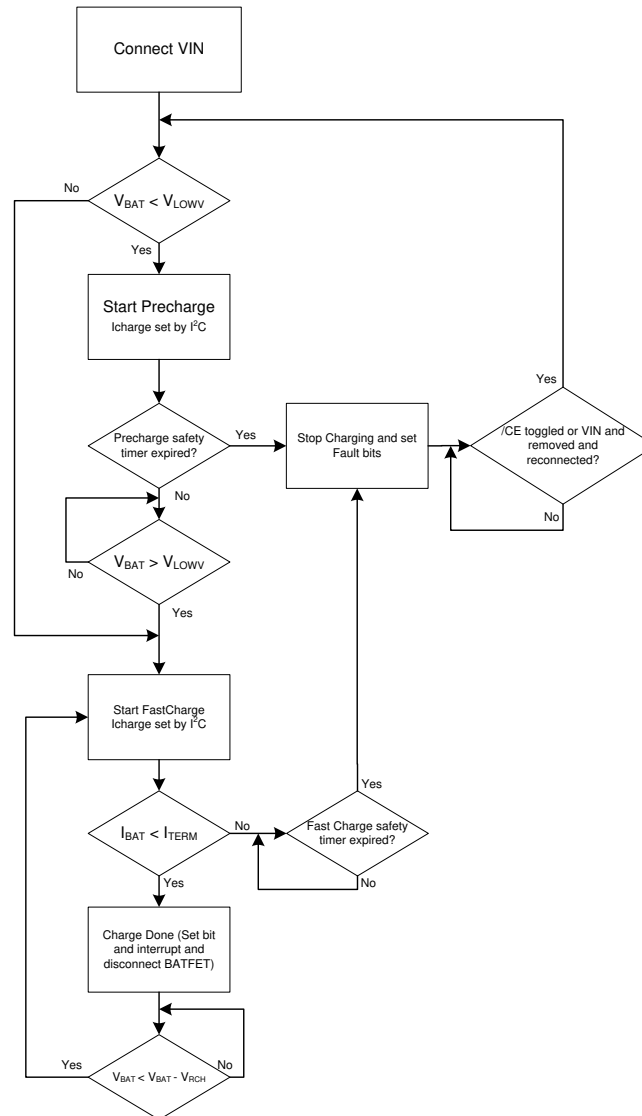 Connect VIN
No
VBAT < VLOWV
Yes
Start Precharge
Icharge set by I²C
Precharge safety
timer expired?
Yes
No
Stop Charging and set
Fault bits
Yes
/CE toggled or VIN and
removed and
reconnected?
No
VBAT > VLOWV
No
Yes
Start FastCharge
Icharge set by I²C
IBAT < ITERM
No
Yes
Yes
Fast Charge safety
timer expired?
No
Charge Done (Set bit
and interrupt and
disconnect BATFET)
Yes
VBAT < VBAT - VRCH
No